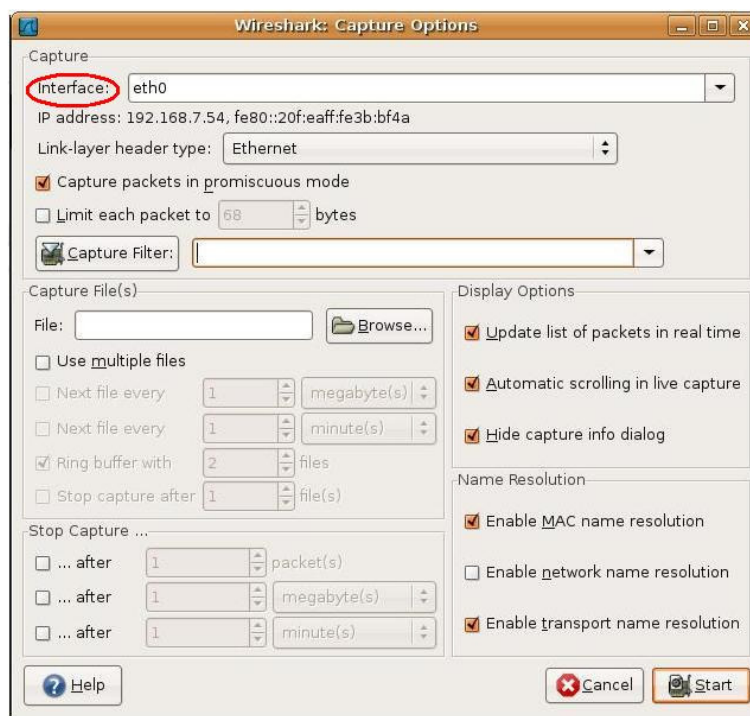 Wireshark: Capture Options
Capture
Interface: eth0
IP address: 192.168.7.54, fe80::20f:eaff:fe3b:bf4a
Link-layer header type: Ethernet
Capture packets in promiscuous mode
Limit each packet to 68 bytes
Capture Filter:
Capture File(s)
File: Browse...
Use multiple files
Next file every 1 megabyte(s)
Next file every 1 minute(s)
Ring buffer with 2 files
Stop capture after 1 file(s)
Stop Capture ...
... after 1 packet(s)
... after 1 megabyte(s)
... after 1 minute(s)
Display Options
Update list of packets in real time
Automatic scrolling in live capture
Hide capture info dialog
Name Resolution
Enable MAC name resolution
Enable network name resolution
Enable transport name resolution
Help Cancel Start